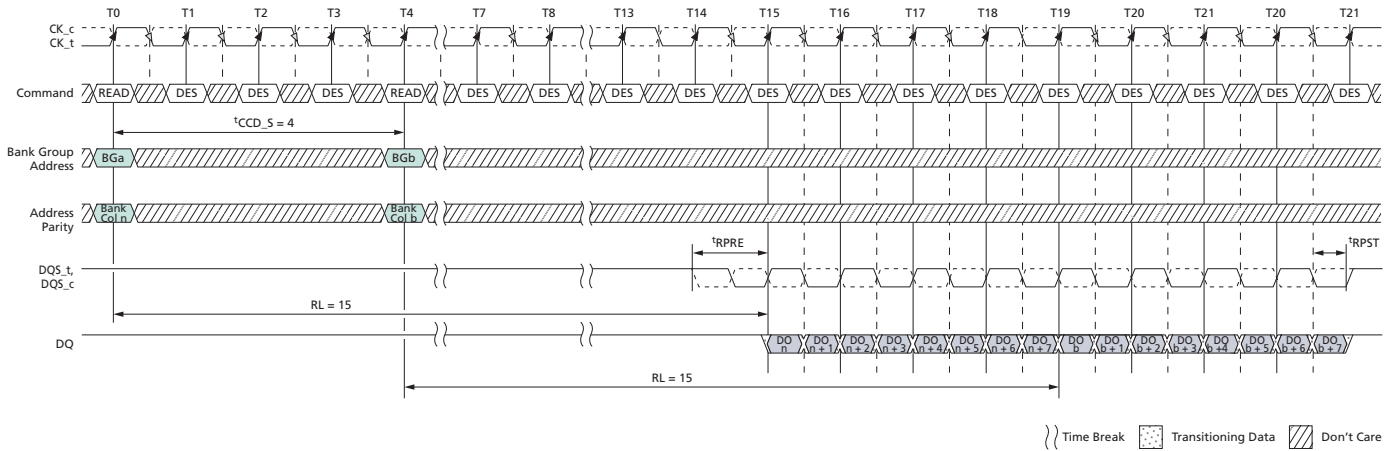 T0 T1 T2 T3 T4 T7 T8 T13 T14 T15 T16 T17 T18 T19 T20 T21 T20 T21
CK_c
CK_t
Command READ DES DES DES READ DES DES DES DES DES DES DES DES DES DES DES DES DES
tCCD_S = 4
Bank Group
Address
BGa BGb
Address
Parity
Bank
Col n
Bank
Col b
tRPRE tRPST
DQS_t,
DQS_c
RL = 15
DQ
DO
n
DO
n + 1
DO
n + 2
DO
n + 3
DO
n + 4
DO
n + 5
DO
n + 6
DO
n + 7
DO
b
DO
b + 1
DO
b + 2
DO
b + 3
DO
b + 4
DO
b + 5
DO
b + 6
DO
b + 7
RL = 15
Time Break Transitioning Data Don't Care